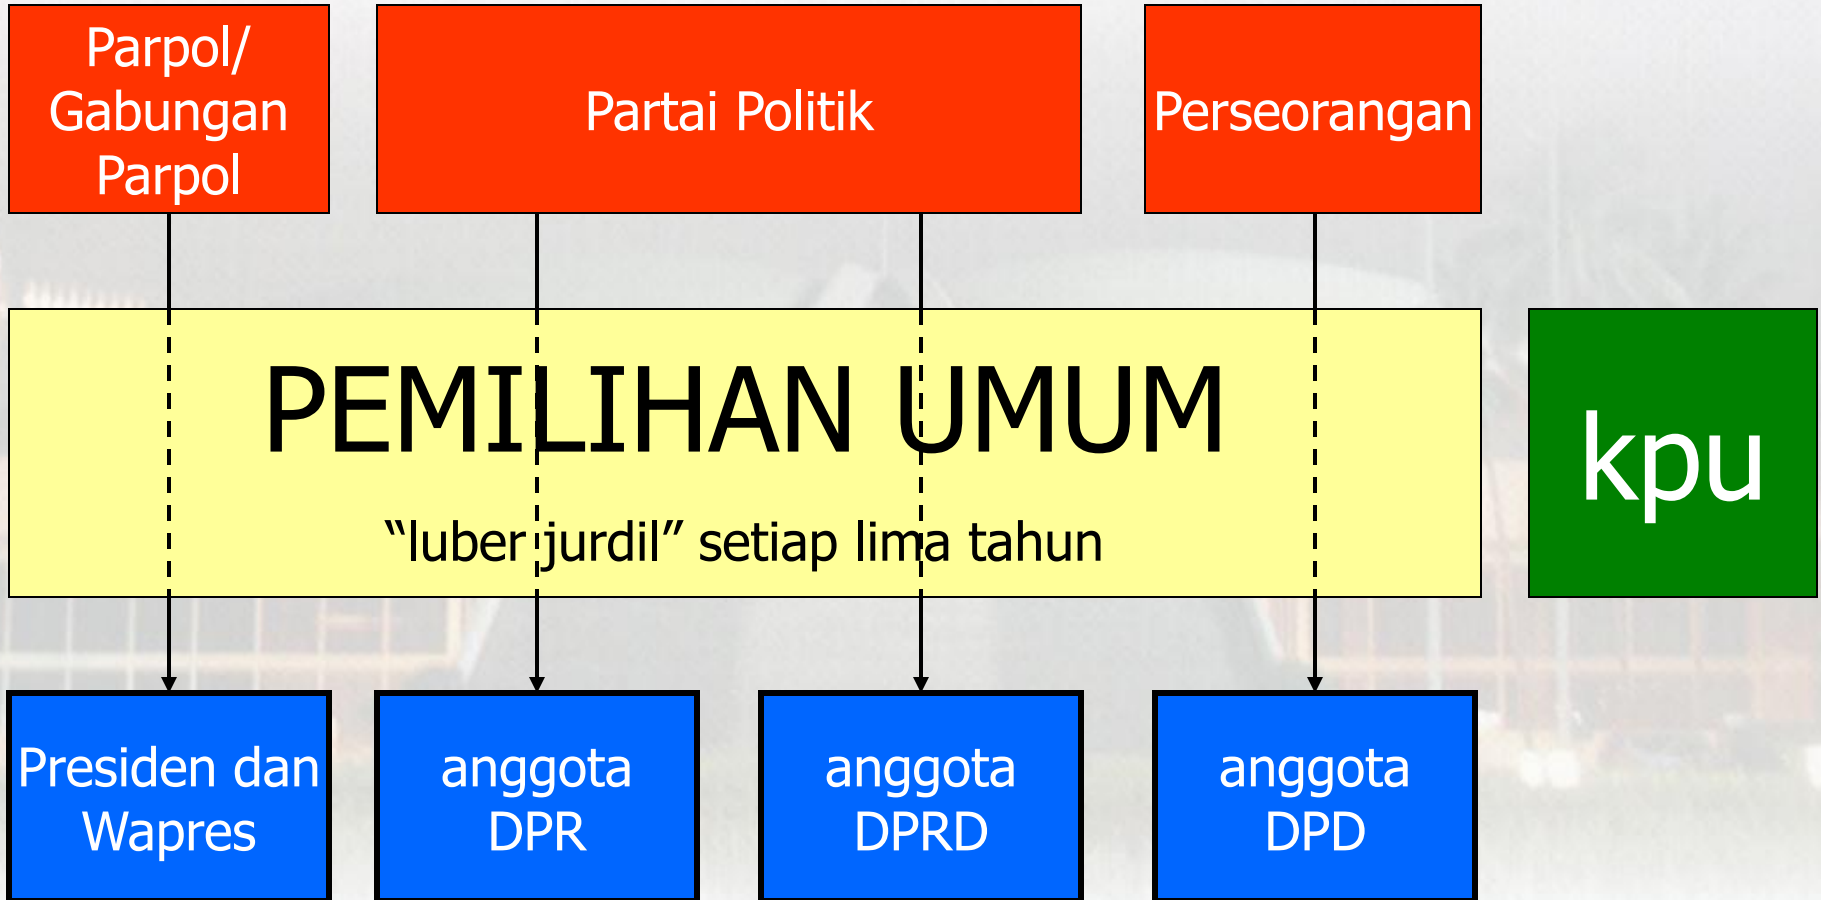 Parpol/
Gabungan
Parpol
Partai Politik
Perseorangan
PEMILIHAN UMUM
“luber jurdil” setiap lima tahun
kpu
Presiden dan
Wapres
anggota
DPR
anggota
DPRD
anggota
DPD